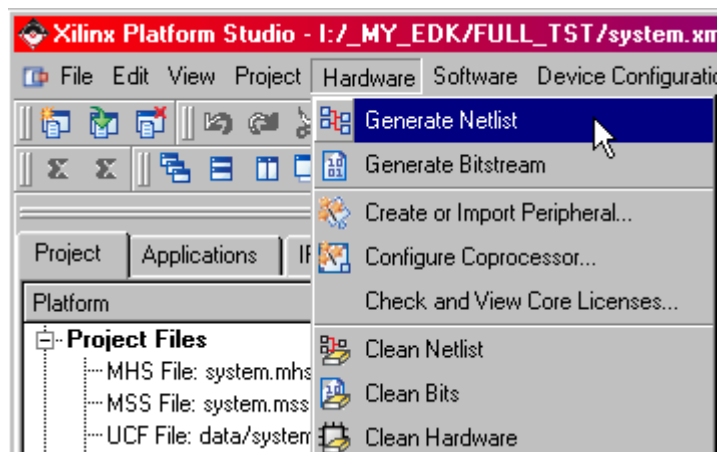 Xilinx Platform Studio - I:/_MY_EDK/FULL_TST/system.xm
File Edit View Project Hardware Software Device Configuratio
Generate Netlist
Generate Bitstream
Create or Import Peripheral...
Project Applications
Configure Coprocessor...
Platform
Check and View Core Licenses...
Project Files
Clean Netlist
MHS File: system.mhs
Clean Bits
MSS File: system.mss
UCF File: data/system
Clean Hardware